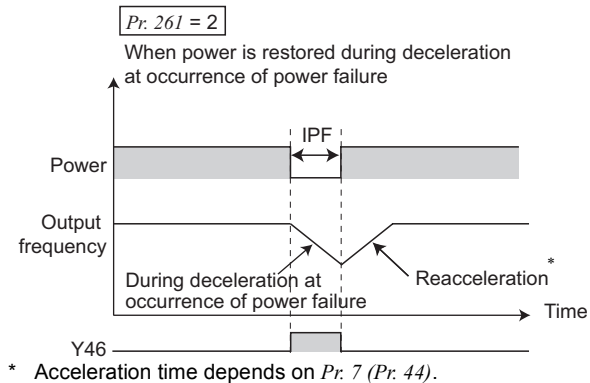 Pr. 261 = 2
When power is restored during deceleration
at occurrence of power failure
IPF
Power
Output
frequency
During deceleration at
occurrence of power failure
Reacceleration*
Time
Y46
* Acceleration time depends on Pr. 7 (Pr. 44).